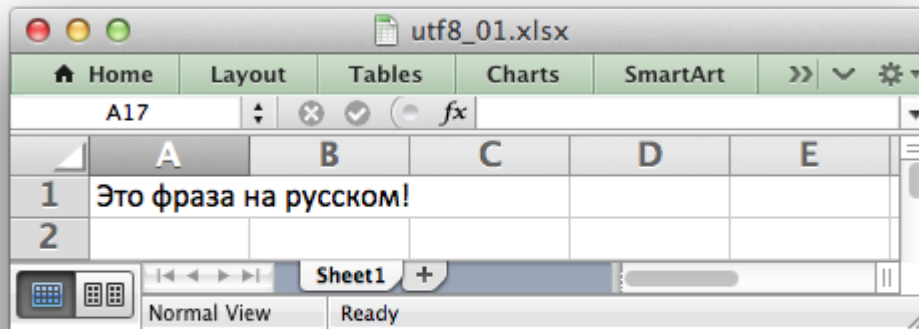 utf8_01.xlsx
Home Layout Tables Charts SmartArt
A17 fx
A B C D E
1 Это фраза на русском!
2
Sheet1
Normal View Ready